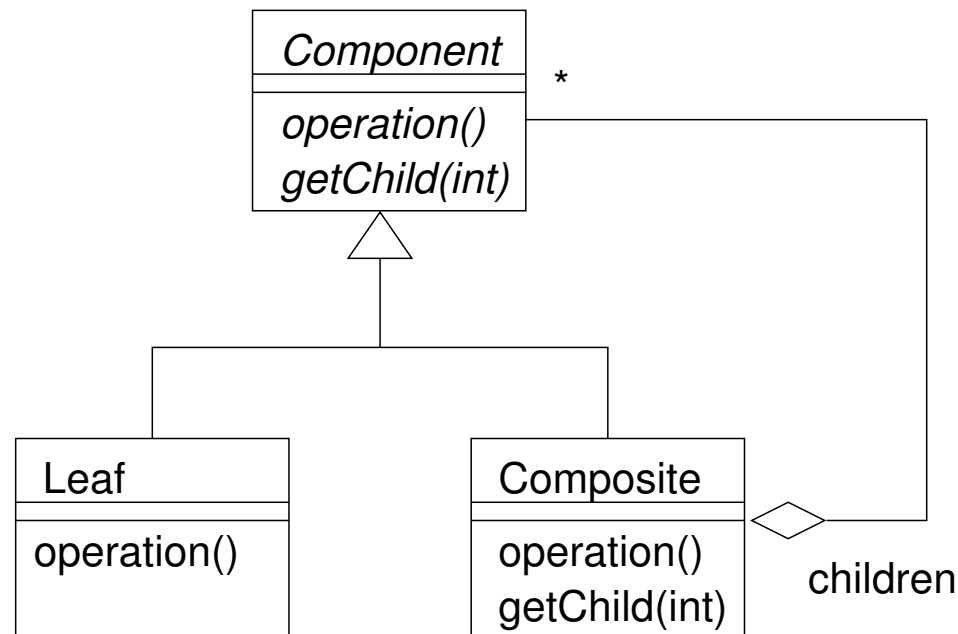 Component
*
operation()
getChild(int)
Leaf
operation()
Composite
operation()
getChild(int)
children